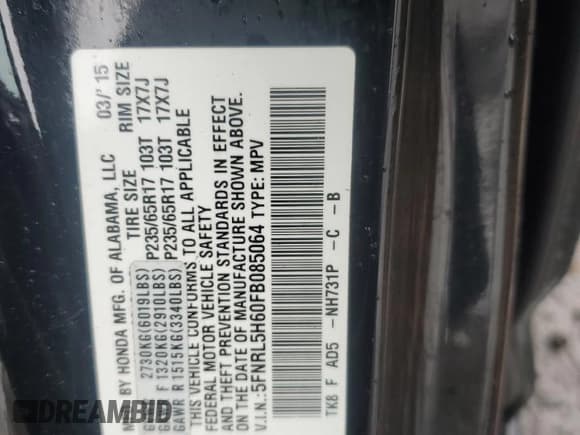 MFD. BY HONDA MFG. OF ALABAMA, LLC 03/'15
TIRE SIZE RIM SIZE
2730KG(6019LBS)
F 1320KG(2910LBS) P235/65R17 103T 17X7J
GAWR R 1515KG(3340LBS) P235/65R17 103T 17X7J
THIS VEHICLE CONFORMS TO ALL APPLICABLE
FEDERAL MOTOR VEHICLE SAFETY
AND THEFT PREVENTION STANDARDS IN EFFECT
ON THE DATE OF MANUFACTURE SHOWN ABOVE.
V.I.N.: 5FNRL5H60FB085064 TYPE: MPV
TK8 F AD5 -NH731P -C -B
DREAMBID